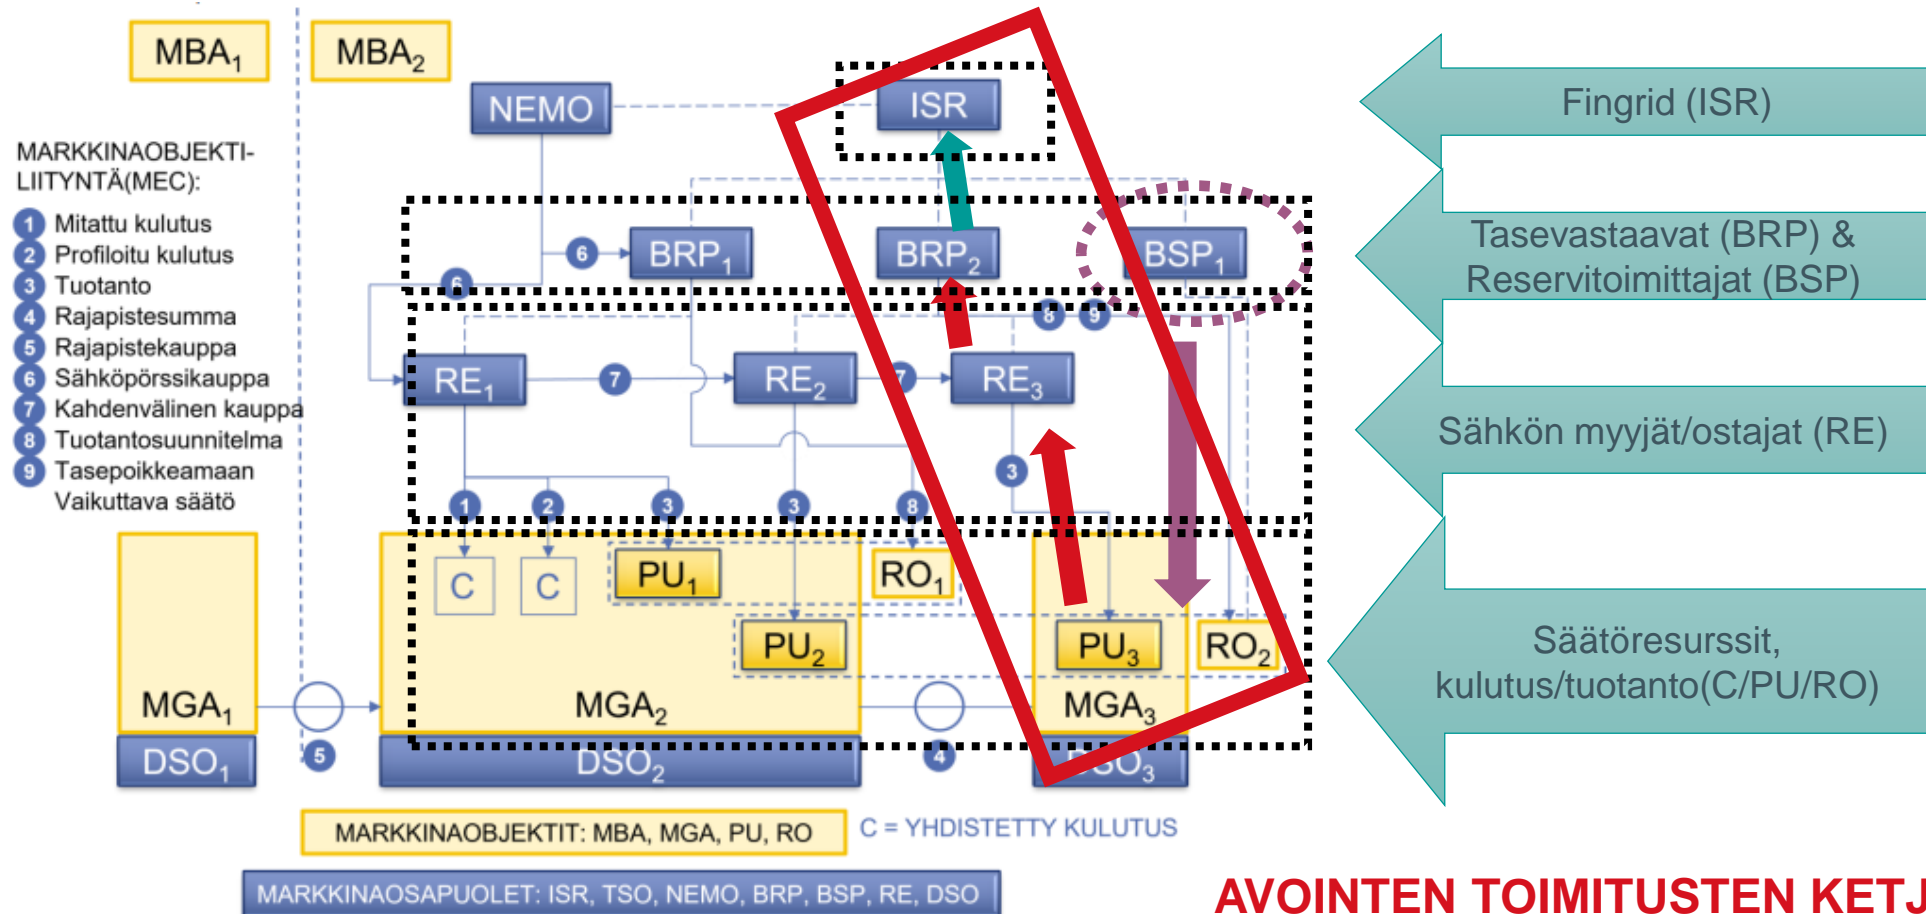 MBA1
MBA2
NEMO
ISR
Fingrid (ISR)
MARKKINAOBJEKTI-
LIITYNTÄ(MEC):
1 Mitattu kulutus
2 Profiloitu kulutus
3 Tuotanto
4 Rajapistesumma
5 Rajapistekauppa
6 Sähköpörssikauppa
7 Kahdenvälinen kauppa
8 Tuotantosuunnitelma
9 Tasepoikkeamaan
Vaikuttava säätö
6
BRP1
BRP2
BSP1
Tasevastaavat (BRP) &
Reservitoimittajat (BSP)
6
8
9
RE1
7
RE2
7
RE3
Sähkön myyjät/ostajat (RE)
3
1
2
3
3
8
C
C
PU1
RO1
PU2
PU3
RO2
Säätöresurssit,
kulutus/tuotanto(C/PU/RO)
MGA1
MGA2
MGA3
DSO1
5
DSO2
4
DSO3
MARKKINAOBJEKTIT: MBA, MGA, PU, RO
C = YHDISTETTY KULUTUS
MARKKINAOSAPUOLET: ISR, TSO, NEMO, BRP, BSP, RE, DSO
AVOINTEN TOIMITUSTEN KETJ